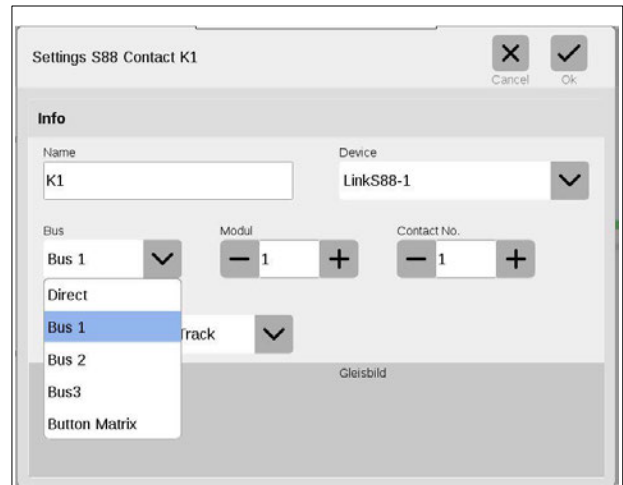 Settings S88 Contact K1
Cancel
Ok
Info
Name
Device
K1
LinkS88-1
Bus
Modul
Contact No.
Bus 1
1
1
Direct
Bus 1
Track
Bus 2
Gleisbild
Bus3
Button Matrix